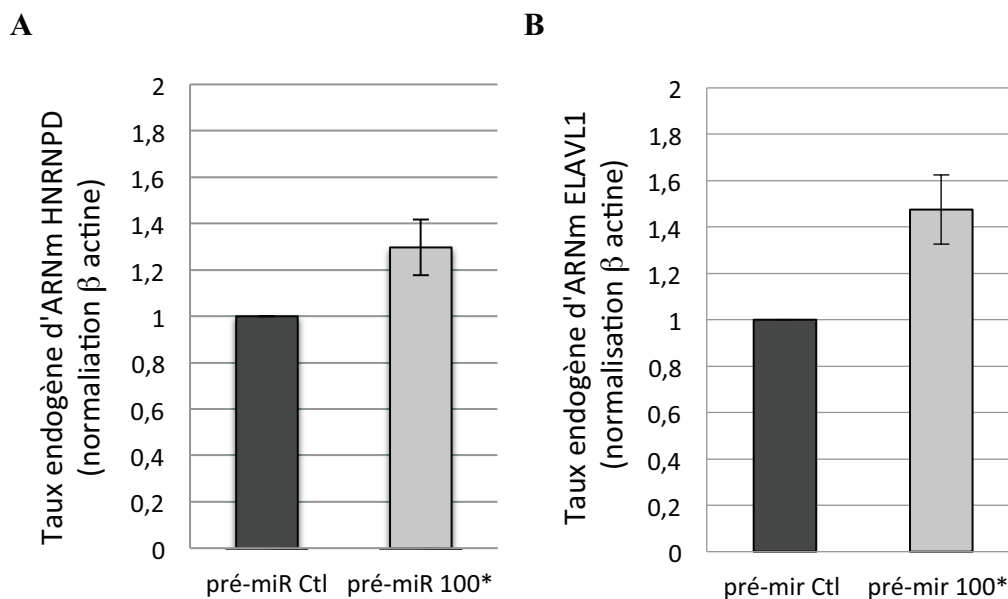 A
Taux endogène d'ARNm HNRNPD
(normaliation β actine)
2
1,8
1,6
1,4
1,2
1
0,8
0,6
0,4
0,2
0
pré-miR Ctl pré-miR 100*
B
Taux endogène d'ARNm ELAVL1
(normalisation β actine)
2
1,8
1,6
1,4
1,2
1
0,8
0,6
0,4
0,2
0
pré-mir Ctl pré-mir 100*